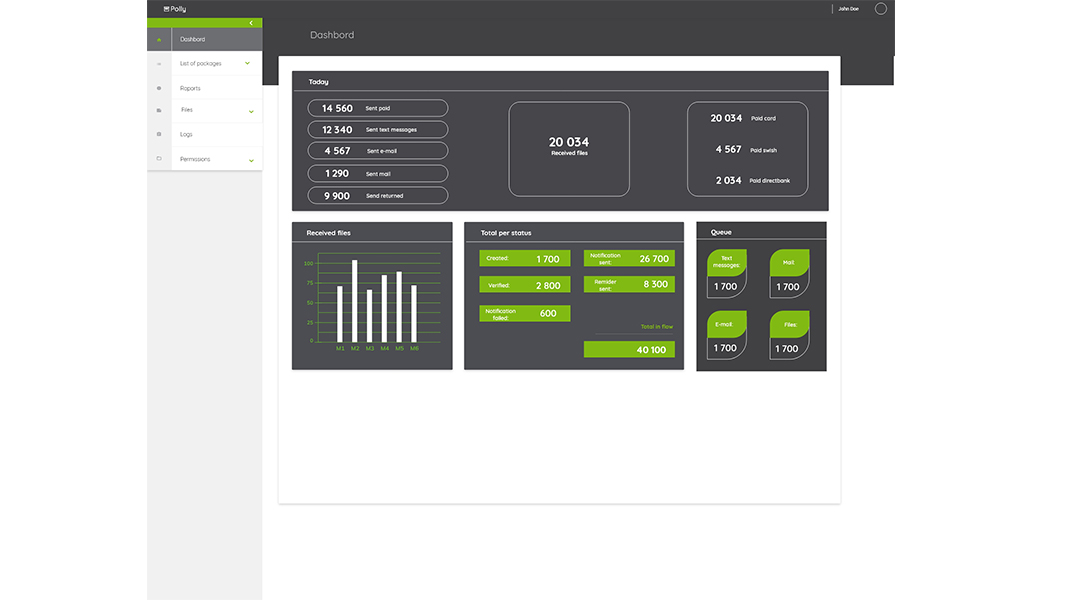 Polly
John Doe
Dashbord
Dashbord
List of packages
Raports
Files
Logs
Permissions
Today
14 560 Sent paid
12 340 Sent text messages
4 567 Sent e-mail
1 290 Sent mail
9 900 Send returned
20 034
Received files
20 034 Paid card
4 567 Paid swish
2 034 Paid directbank
Received files
100
75
50
25
0
M1 M2 M3 M4 M5 M6
Total per status
Created: 1 700
Notification
sent: 26 700
Verified: 2 800
Remider
sent: 8 300
Notification
failed: 600
Total in flow
40 100
Queue
Text
messages:
1 700
Mail:
1 700
E-mail:
1 700
Files:
1 700